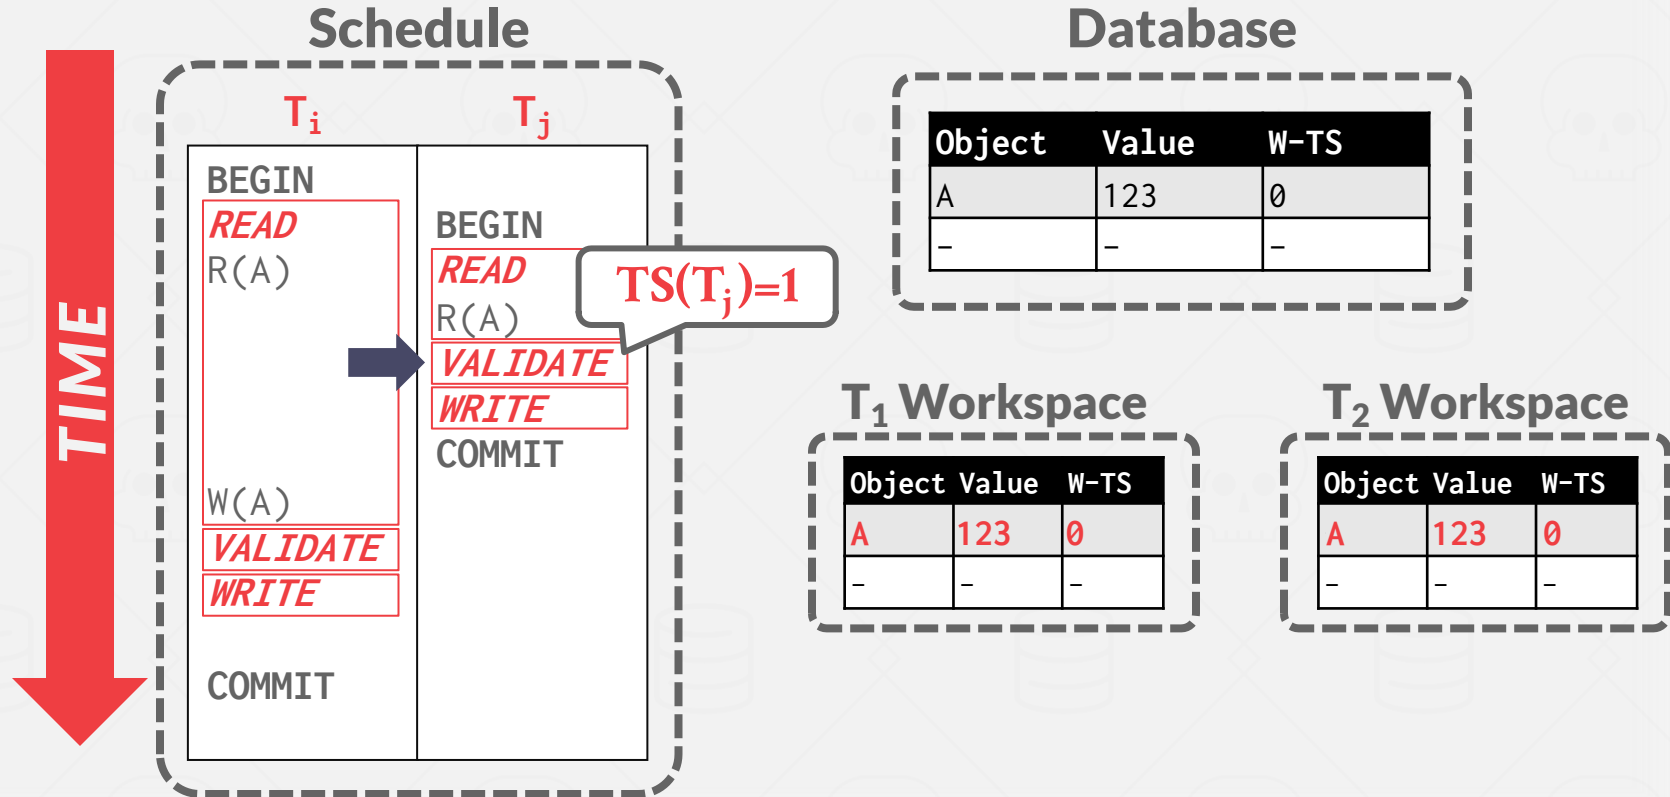 Schedule
TIME
Ti Tj
BEGIN
READ
R(A)
W(A)
VALIDATE
WRITE
COMMIT
BEGIN
READ
R(A)
VALIDATE
WRITE
COMMIT
TS(Tj)=1
Database
Object Value W-TS
A 123 0
- - -
T1 Workspace
Object Value W-TS
A 123 0
- - -
T2 Workspace
Object Value W-TS
A 123 0
- - -